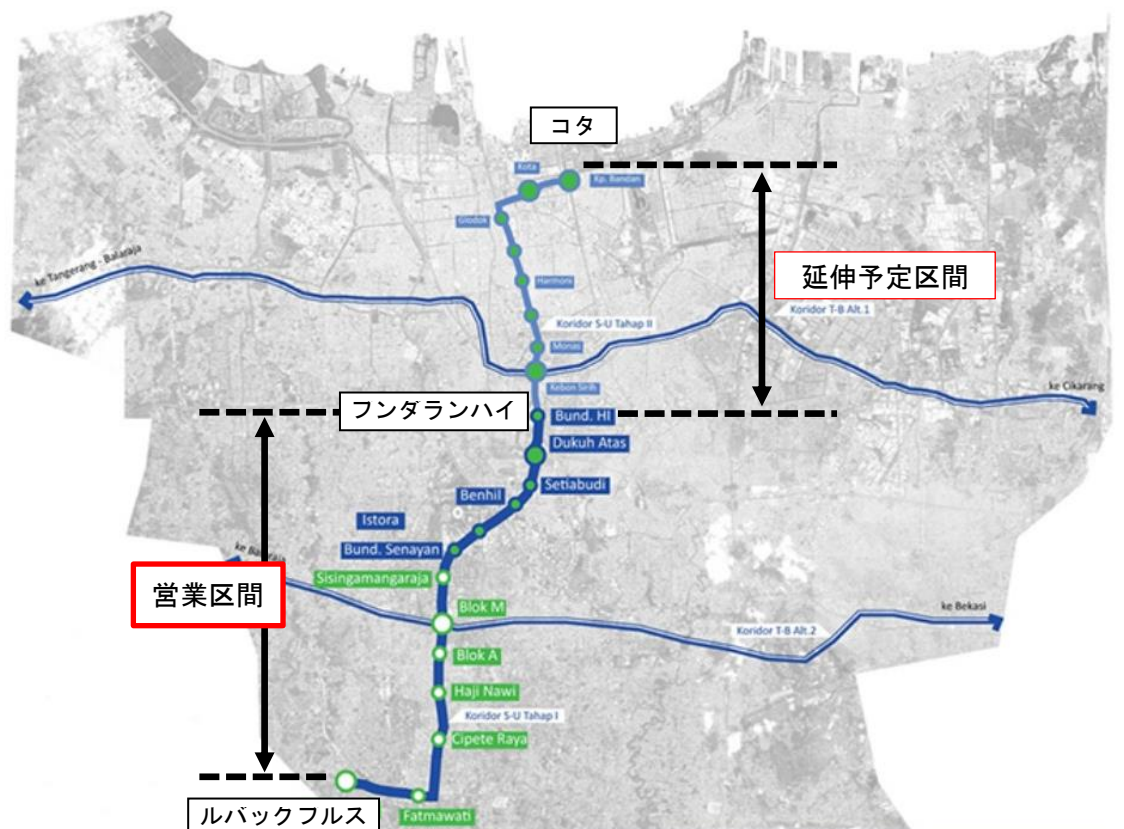 コタ
Kota
Kp. Bandan
Glodok
ke Tangerang - Balaraja
Harmoni
延伸予定区間
Koridor T-B Alt.1
Koridor S-U Tahap II
Monas
Kebon Sirih
ke Cikarang
フンダランハイ
Bund. HI
Dukuh Atas
Setiabudi
Benhil
Istora
Bund. Senayan
ke
Sisingamangaraja
営業区間
Blok M
ke Bekasi
Koridor T-B Alt.2
Blok A
Haji Nawi
Koridor S-U Tahap I
Cipete Raya
ルバックフルス
Fatmawati